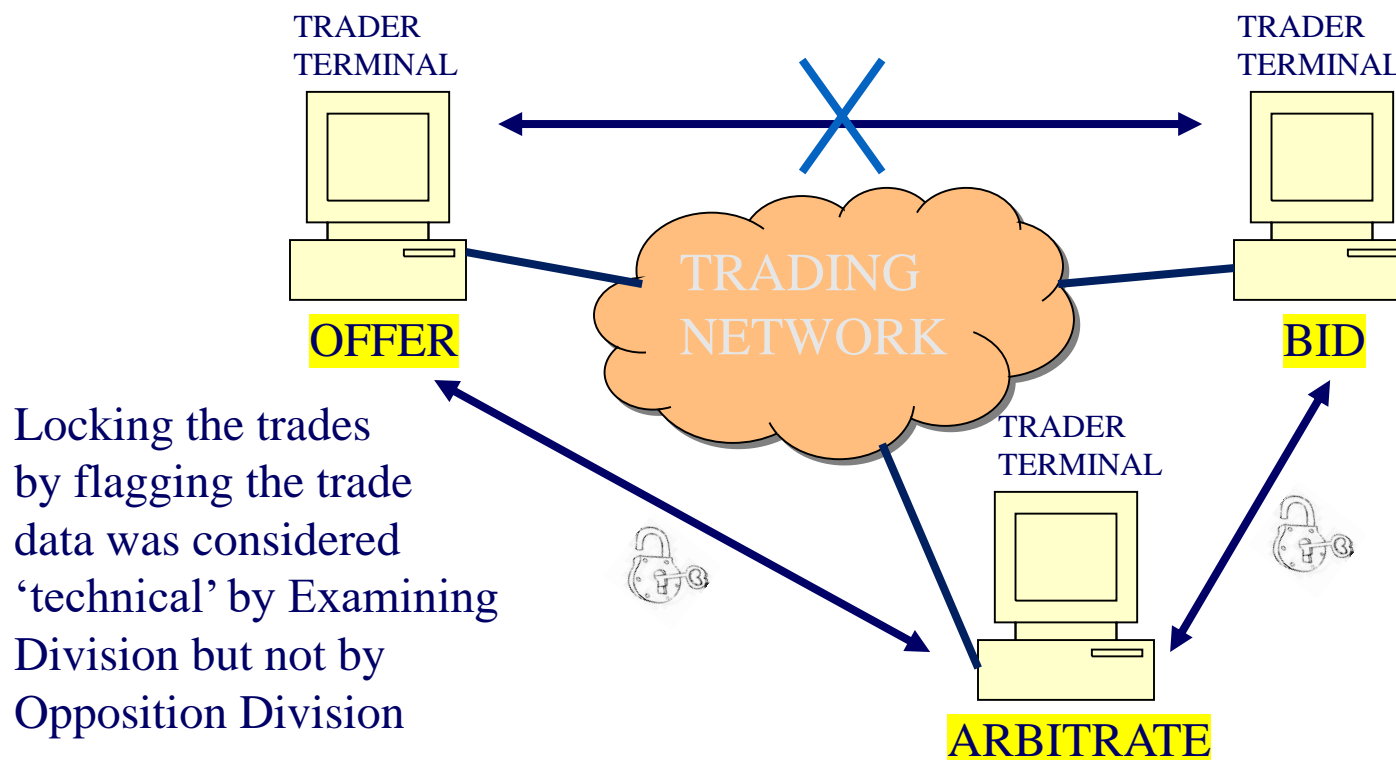 TRADER
TERMINAL
TRADER
TERMINAL
TRADING
NETWORK
OFFER
BID
Locking the trades
by flagging the trade
data was considered
‘technical’ by Examining
Division but not by
Opposition Division
TRADER
TERMINAL
ARBITRATE